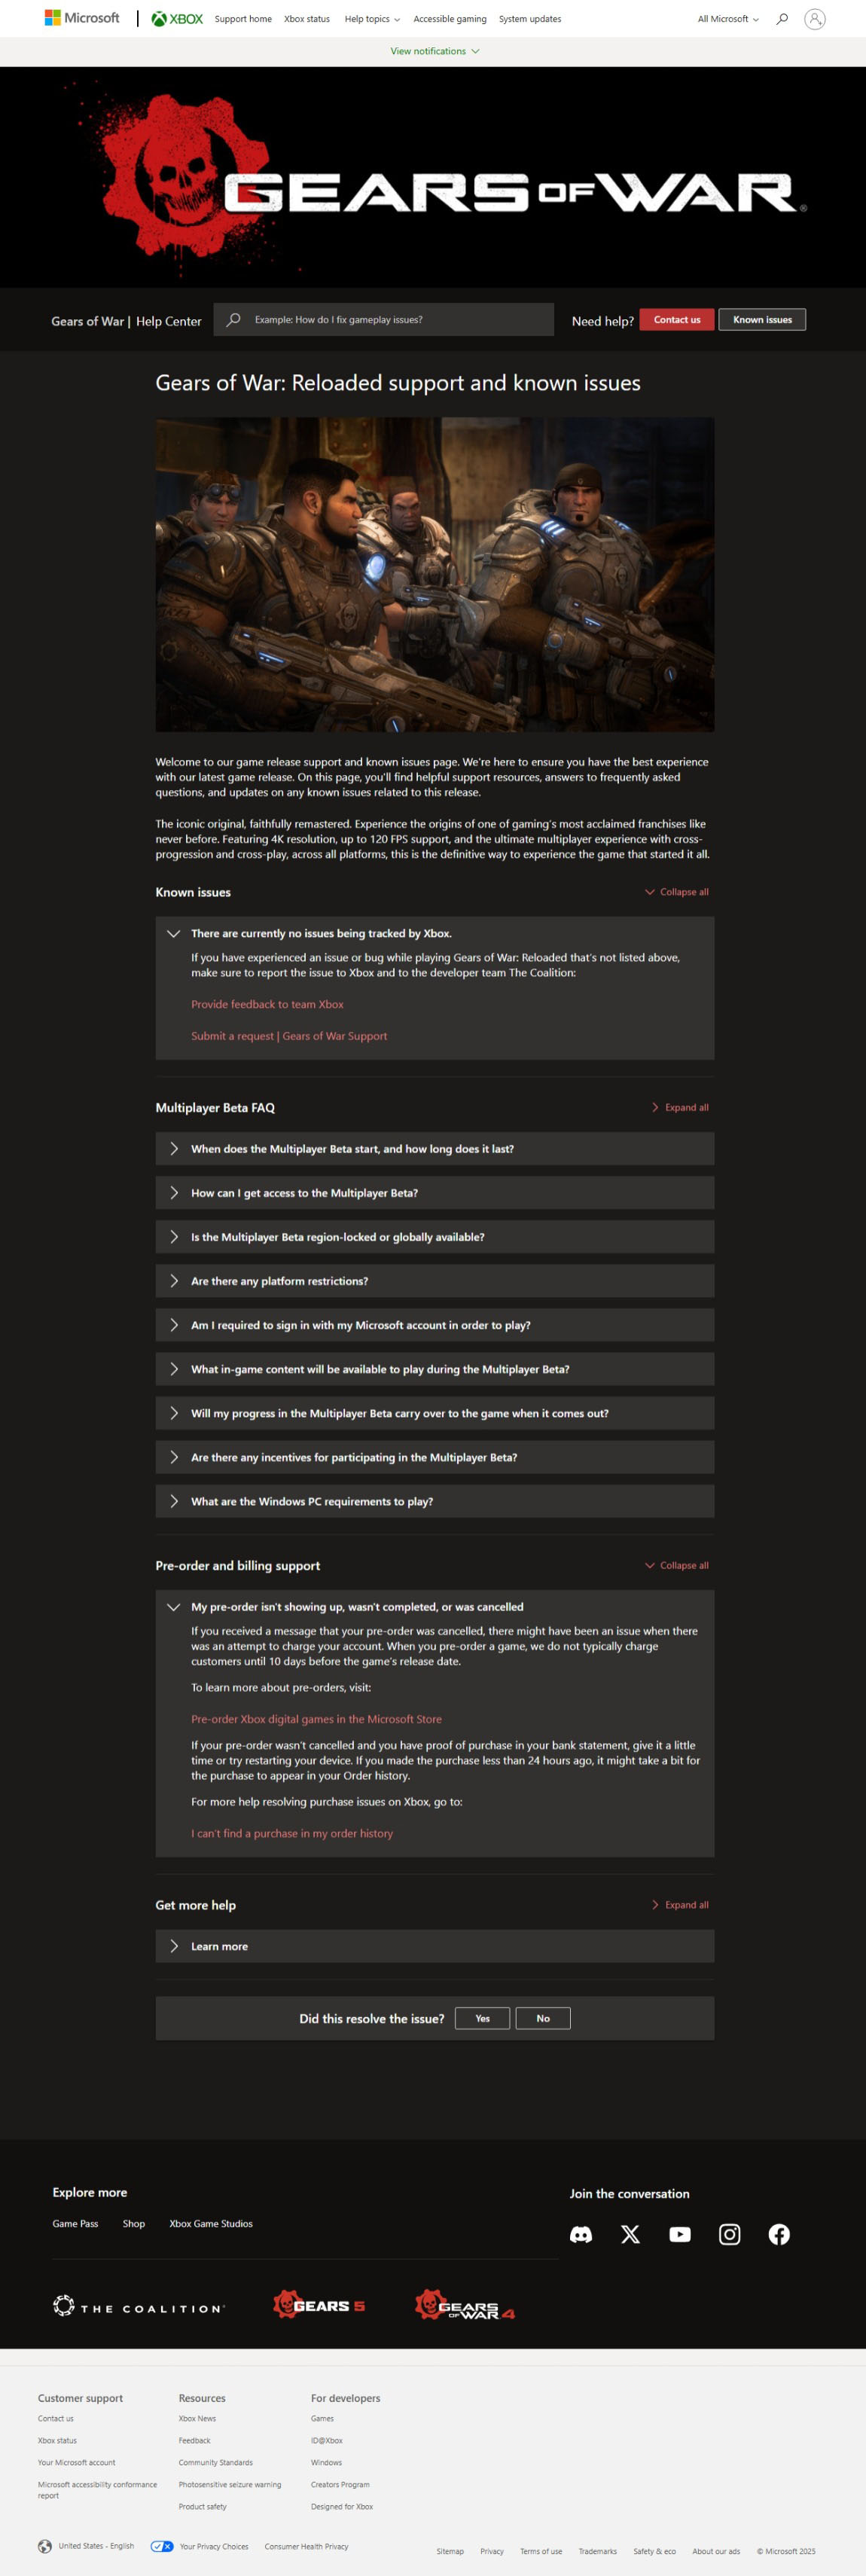 Microsoft
XBOX
Support home
Xbox status
Help topics
Accessible gaming
System updates
All Microsoft
View notifications
GEARS OF WAR®
Gears of War | Help Center
Example: How do I fix gameplay issues?
Need help?
Contact us
Known issues
Gears of War: Reloaded support and known issues
Welcome to our game release support and known issues page. We're here to ensure you have the best experience
with our latest game release. On this page, you'll find helpful support resources, answers to frequently asked
questions, and updates on any known issues related to this release.
The iconic original, faithfully remastered. Experience the origins of one of gaming's most acclaimed franchises like
never before. Featuring 4K resolution, up to 120 FPS support, and the ultimate multiplayer experience with cross-
progression and cross-play, across all platforms, this is the definitive way to experience the game that started it all.
Known issues
Collapse all
There are currently no issues being tracked by Xbox.
If you have experienced an issue or bug while playing Gears of War: Reloaded that's not listed above,
make sure to report the issue to Xbox and to the developer team The Coalition:
Provide feedback to team Xbox
Submit a request | Gears of War Support
Multiplayer Beta FAQ
Expand all
When does the Multiplayer Beta start, and how long does it last?
How can I get access to the Multiplayer Beta?
Is the Multiplayer Beta region-locked or globally available?
Are there any platform restrictions?
Am I required to sign in with my Microsoft account in order to play?
What in-game content will be available to play during the Multiplayer Beta?
Will my progress in the Multiplayer Beta carry over to the game when it comes out?
Are there any incentives for participating in the Multiplayer Beta?
What are the Windows PC requirements to play?
Pre-order and billing support
Collapse all
My pre-order isn't showing up, wasn't completed, or was cancelled
If you received a message that your pre-order was cancelled, there might have been an issue when there
was an attempt to charge your account. When you pre-order a game, we do not typically charge
customers until 10 days before the game's release date.
To learn more about pre-orders, visit:
Pre-order Xbox digital games in the Microsoft Store
If your pre-order wasn't cancelled and you have proof of purchase in your bank statement, give it a little
time or try restarting your device. If you made the purchase less than 24 hours ago, it might take a bit for
the purchase to appear in your Order history.
For more help resolving purchase issues on Xbox, go to:
I can't find a purchase in my order history
Get more help
Expand all
Learn more
Did this resolve the issue?
Yes
No
Explore more
Game Pass
Shop
Xbox Game Studios
Join the conversation
THE COALITION
GEARS 5
GEARS OF WAR 4
Customer support
Contact us
Xbox status
Your Microsoft account
Microsoft accessibility conformance
report
Resources
Xbox News
Feedback
Community Standards
Photosensitive seizure warning
Product safety
For developers
Games
ID@Xbox
Windows
Creators Program
Designed for Xbox
United States - English
Your Privacy Choices
Consumer Health Privacy
Sitemap
Privacy
Terms of use
Trademarks
Safety & eco
About our ads
© Microsoft 2025